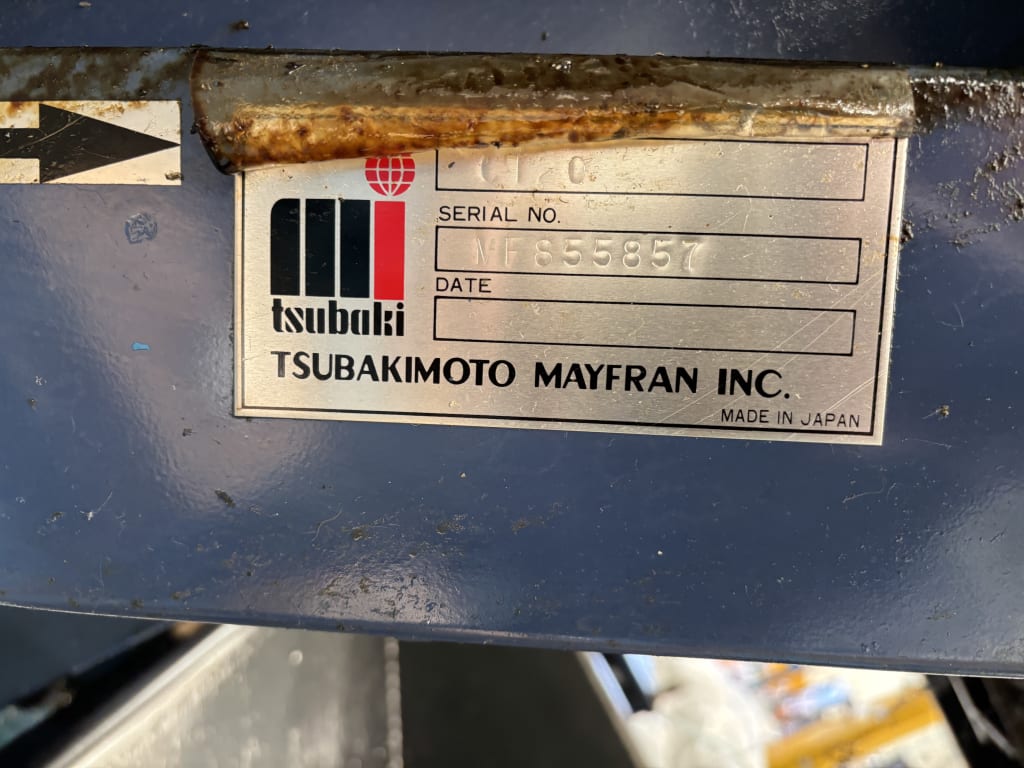 SERIAL NO.
MF855857
DATE
tsubaki
TSUBAKIMOTO MAYFRAN INC.
MADE IN JAPAN